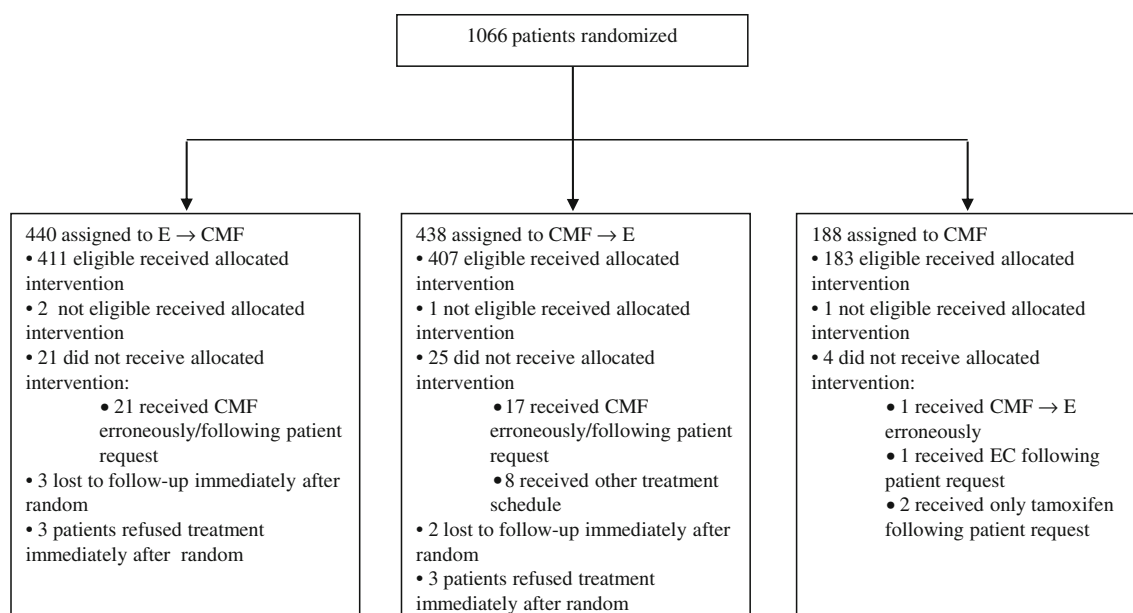 1066 patients randomized
440 assigned to E → CMF
• 411 eligible received allocated
intervention
• 2 not eligible received allocated
intervention
• 21 did not receive allocated
intervention:
• 21 received CMF
erroneously/following patient
request
• 3 lost to follow-up immediately after
random
• 3 patients refused treatment
immediately after random
438 assigned to CMF → E
• 407 eligible received allocated
intervention
• 1 not eligible received allocated
intervention
• 25 did not receive allocated
intervention
• 17 received CMF
erroneously/following patient
request
• 8 received other treatment
schedule
• 2 lost to follow-up immediately after
random
• 3 patients refused treatment
immediately after random
188 assigned to CMF
• 183 eligible received allocated
intervention
• 1 not eligible received allocated
intervention
• 4 did not receive allocated
intervention:
• 1 received CMF → E
erroneously
• 1 received EC following
patient request
• 2 received only tamoxifen
following patient request